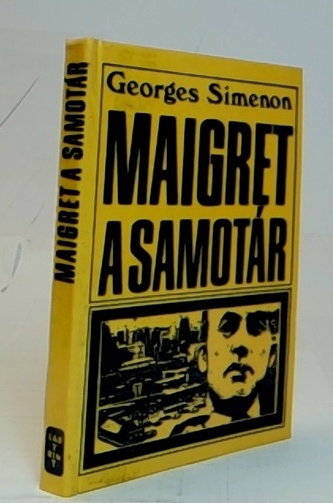 Georges Simenon
MAIGRET
A SAMOTÁR
MAIGRET A SAMOTÁR